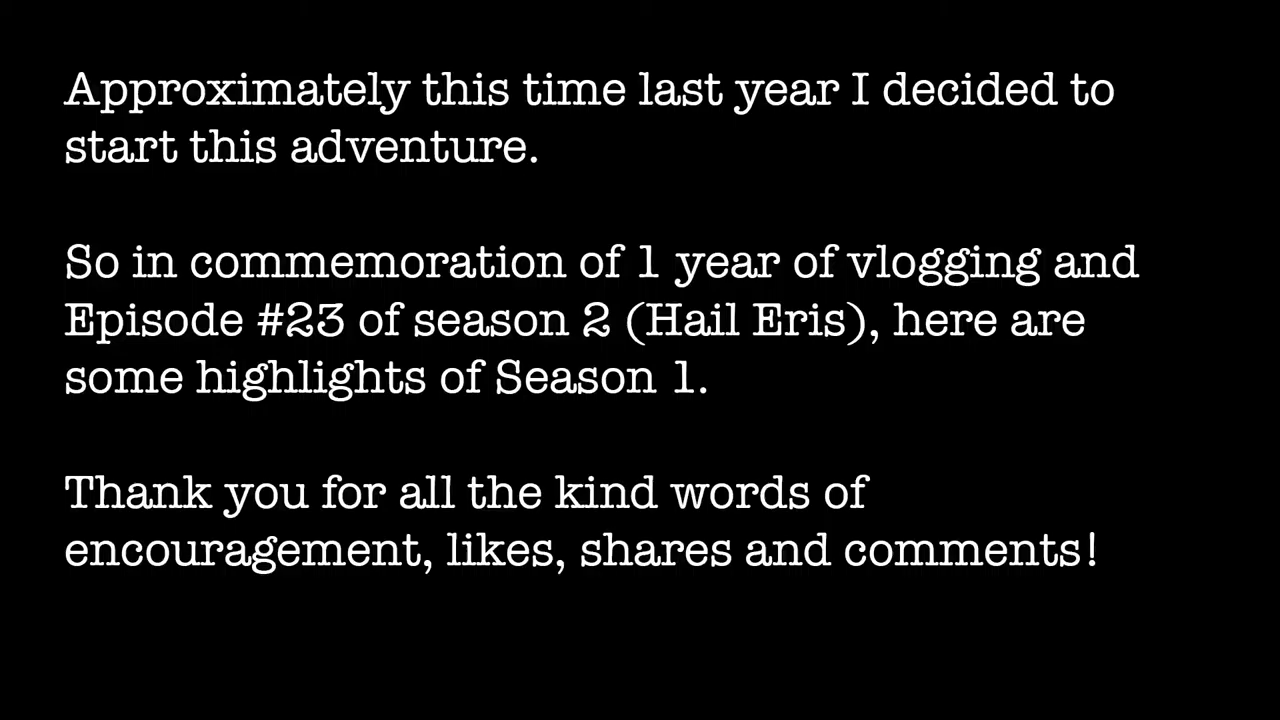 Approximately this time last year I decided to
start this adventure.
So in commemoration of 1 year of vlogging and
Episode #23 of season 2 (Hail Eris), here are
some highlights of Season 1.
Thank you for all the kind words of
encouragement, likes, shares and comments!